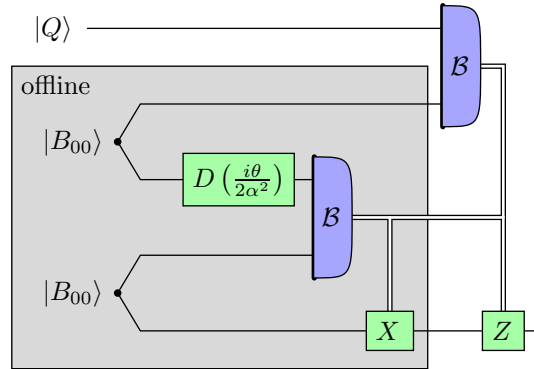 |Q⟩
B
offline
|B₀₀⟩
D (iθ/2α²)
B
|B₀₀⟩
X
Z